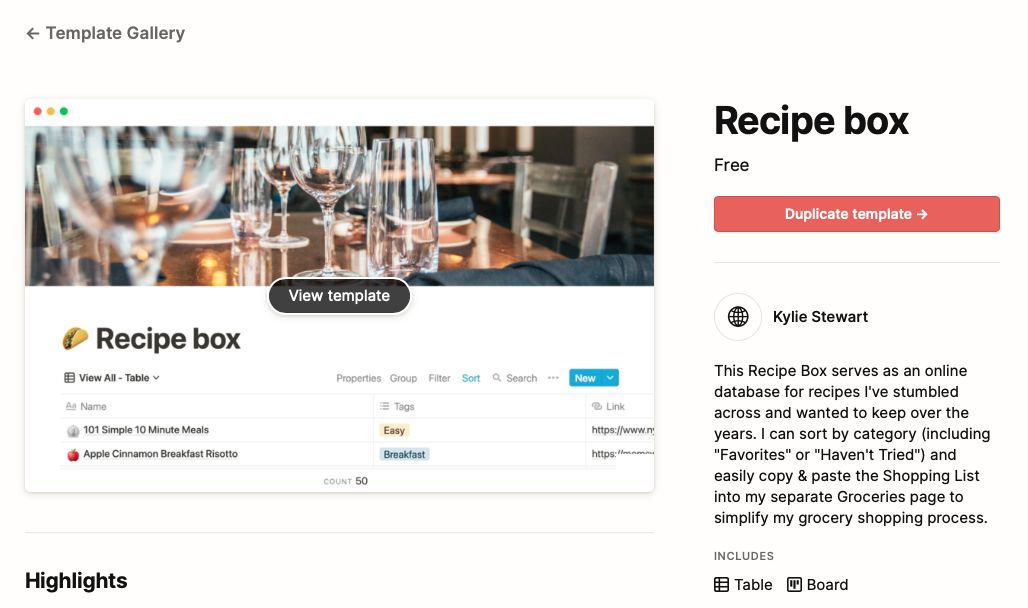 ← Template Gallery
Recipe box
Free
Duplicate template →
View template
Recipe box
View All - Table
Properties Group Filter Sort Search ••• New
Aa Name Tags Link
101 Simple 10 Minute Meals Easy https://www.ny
Apple Cinnamon Breakfast Risotto Breakfast
COUNT 50
Kylie Stewart
This Recipe Box serves as an online
database for recipes I've stumbled
across and wanted to keep over the
years. I can sort by category (including
"Favorites" or "Haven't Tried") and
easily copy & paste the Shopping List
into my separate Groceries page to
simplify my grocery shopping process.
INCLUDES
Table Board
Highlights